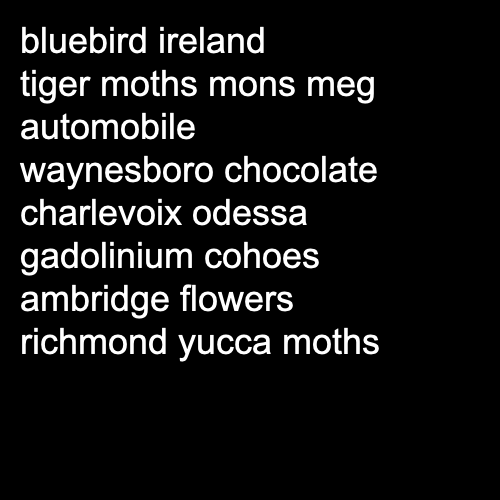 bluebird ireland
tiger moths mons meg
automobile
waynesboro chocolate
charlevoix odessa
gadolinium cohoes
ambridge flowers
richmond yucca moths